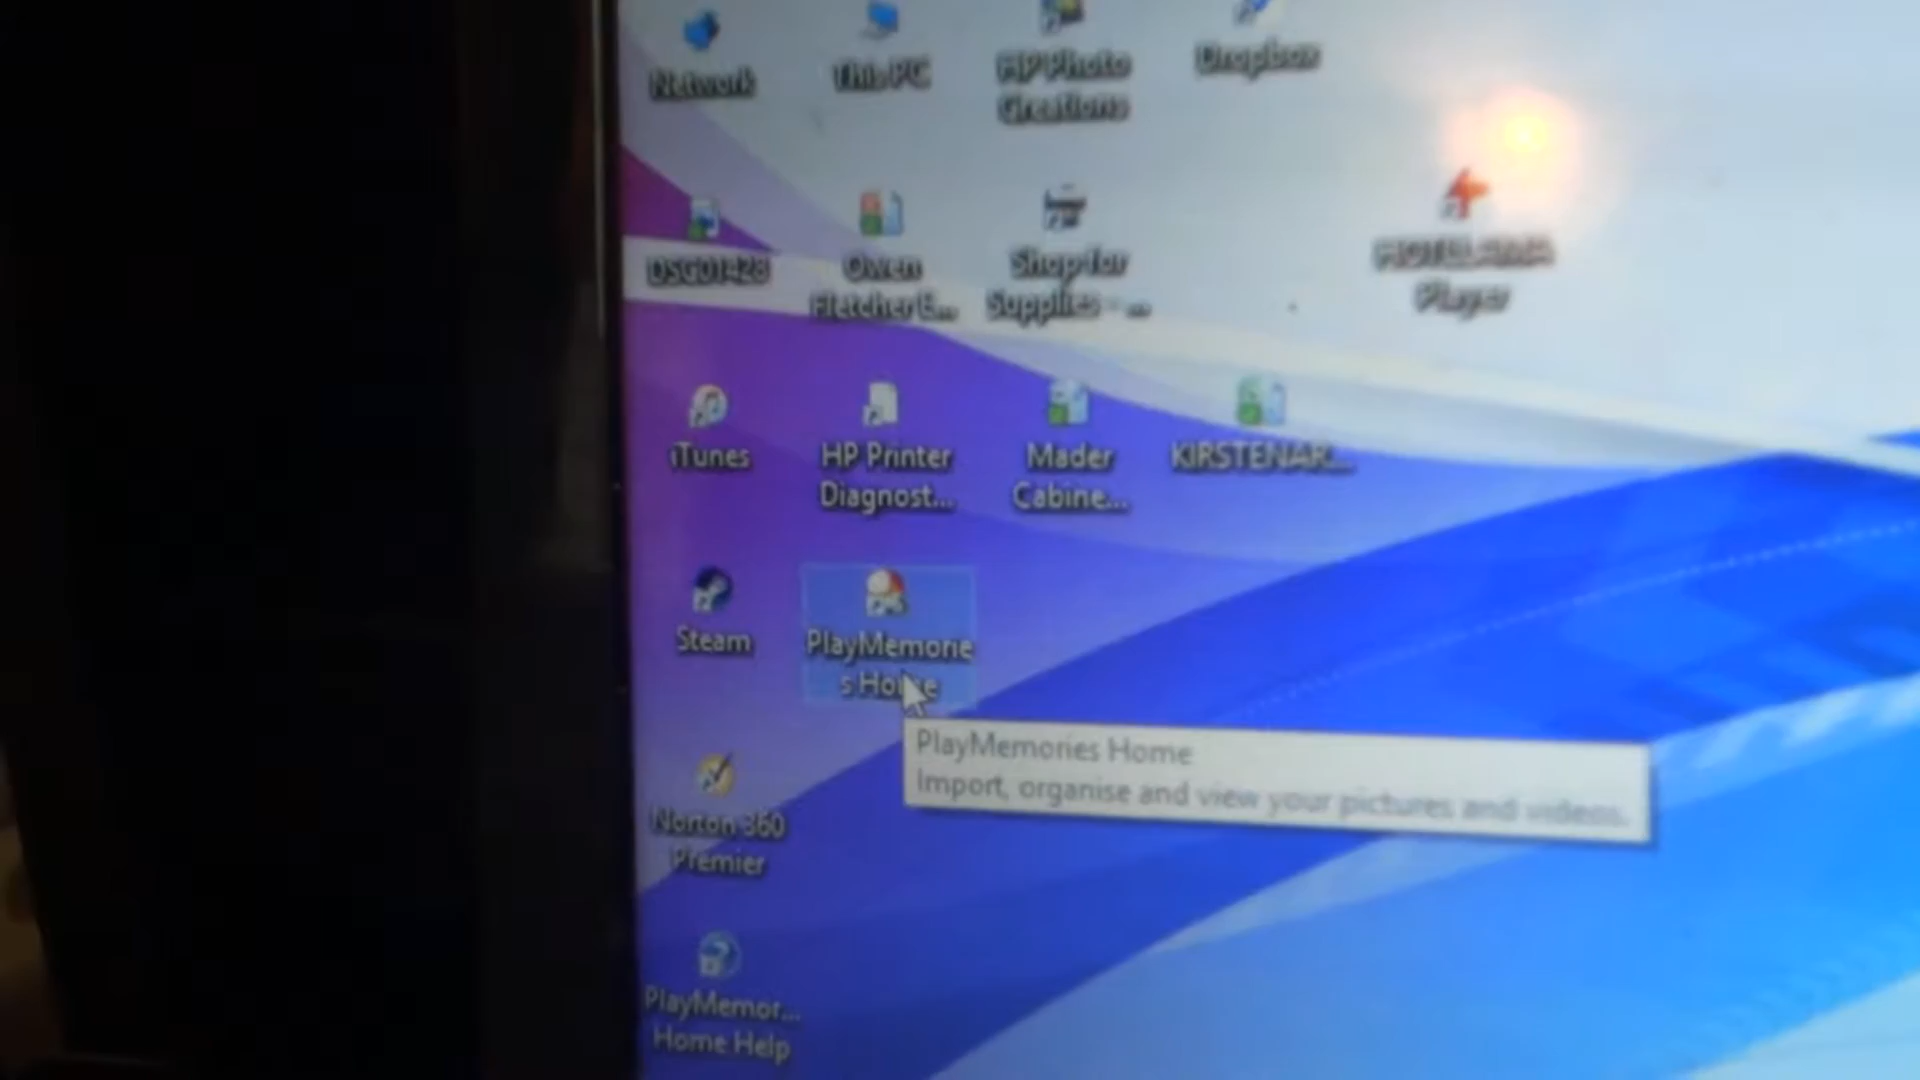 Network
This PC
HP Photo
Creations
Dropbox
DSC01428
Owen
Fletcher E...
Shop for
Supplies - ...
Player
iTunes
HP Printer
Diagnost...
Mader
Cabine...
KIRSTENAR...
Steam
PlayMemorie
s Home
PlayMemories Home
Import, organise and view your pictures and videos.
Norton 360
Premier
PlayMemor...
Home Help